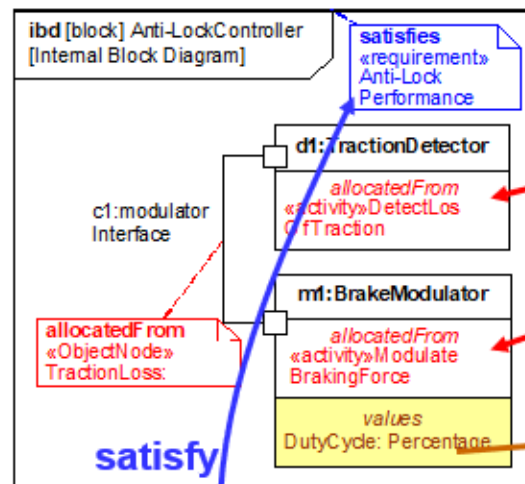 ibd [block] Anti-LockController
[Internal Block Diagram]
satisfies
«requirement»
Anti-Lock
Performance
d1:TractionDetector
allocatedFrom
«activity»DetectLos
OfTraction
c1:modulator
Interface
m1:BrakeModulator
allocatedFrom
«activity»Modulate
BrakingForce
allocatedFrom
«ObjectNode»
TractionLoss:
values
DutyCycle: Percentage
satisfy